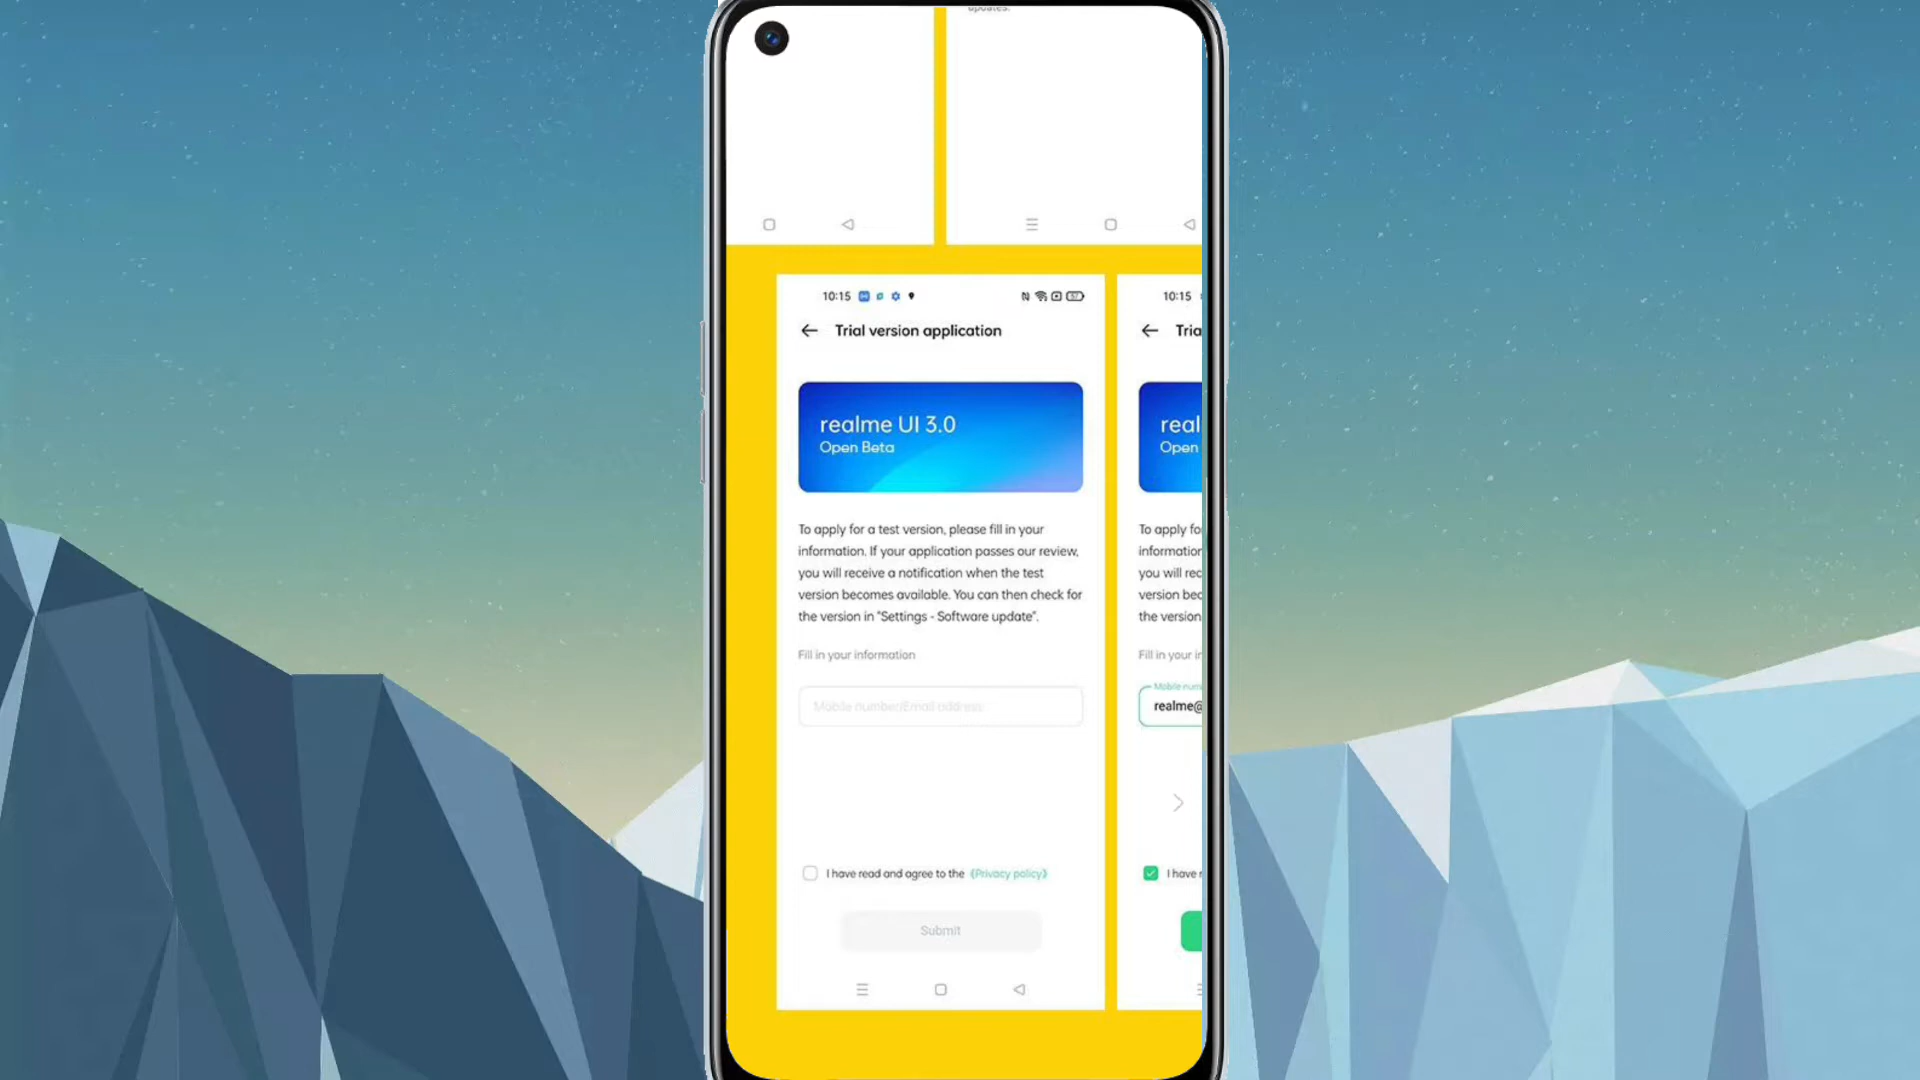 updates.
10:15
Trial version application
realme UI 3.0
Open Beta
To apply for a test version, please fill in your
information. If your application passes our review,
you will receive a notification when the test
version becomes available. You can then check for
the version in "Settings - Software update".
Fill in your information
Mobile number/Email address
I have read and agree to the 《Privacy policy》
Submit
10:15
Tria
real
Open
To apply fo
information
you will rec
version bec
the version
Fill in your in
Mobile num
realme@
I have r